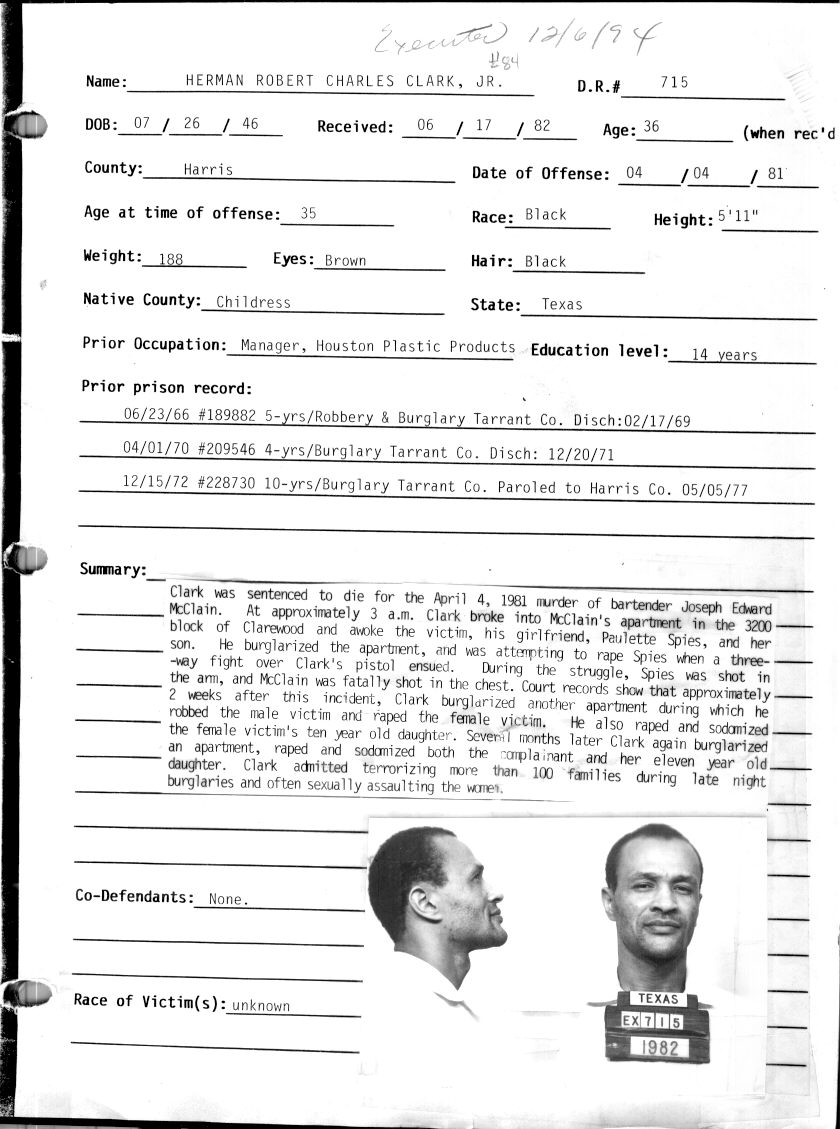 Executed 12/6/94
#84
Name: HERMAN ROBERT CHARLES CLARK, JR. D.R.# 715
DOB: 07 / 26 / 46 Received: 06 / 17 / 82 Age: 36 (when rec'd
County: Harris Date of Offense: 04 / 04 / 81
Age at time of offense: 35 Race: Black Height: 5'11"
Weight: 188 Eyes: Brown Hair: Black
Native County: Childress State: Texas
Prior Occupation: Manager, Houston Plastic Products Education level: 14 years
Prior prison record:
06/23/66 #189882 5-yrs/Robbery & Burglary Tarrant Co. Disch:02/17/69
04/01/70 #209546 4-yrs/Burglary Tarrant Co. Disch: 12/20/71
12/15/72 #228730 10-yrs/Burglary Tarrant Co. Paroled to Harris Co. 05/05/77
Summary:
Clark was sentenced to die for the April 4, 1981 murder of bartender Joseph Edward
McClain. At approximately 3 a.m. Clark broke into McClain's apartment in the 3200
block of Clarewood and awoke the victim, his girlfriend, Paulette Spies, and her
son. He burglarized the apartment, and was attempting to rape Spies when a three-
-way fight over Clark's pistol ensued. During the struggle, Spies was shot in
the arm, and McClain was fatally shot in the chest. Court records show that approximately
2 weeks after this incident, Clark burglarized another apartment during which he
robbed the male victim and raped the female victim. He also raped and sodomized
the female victim's ten year old daughter. Several months later Clark again burglarized
an apartment, raped and sodomized both the complainant and her eleven year old
daughter. Clark admitted terrorizing more than 100 families during late night
burglaries and often sexually assaulting the women.
Co-Defendants: None.
Race of Victim(s): unknown
TEXAS
EX 7 1 5
1982